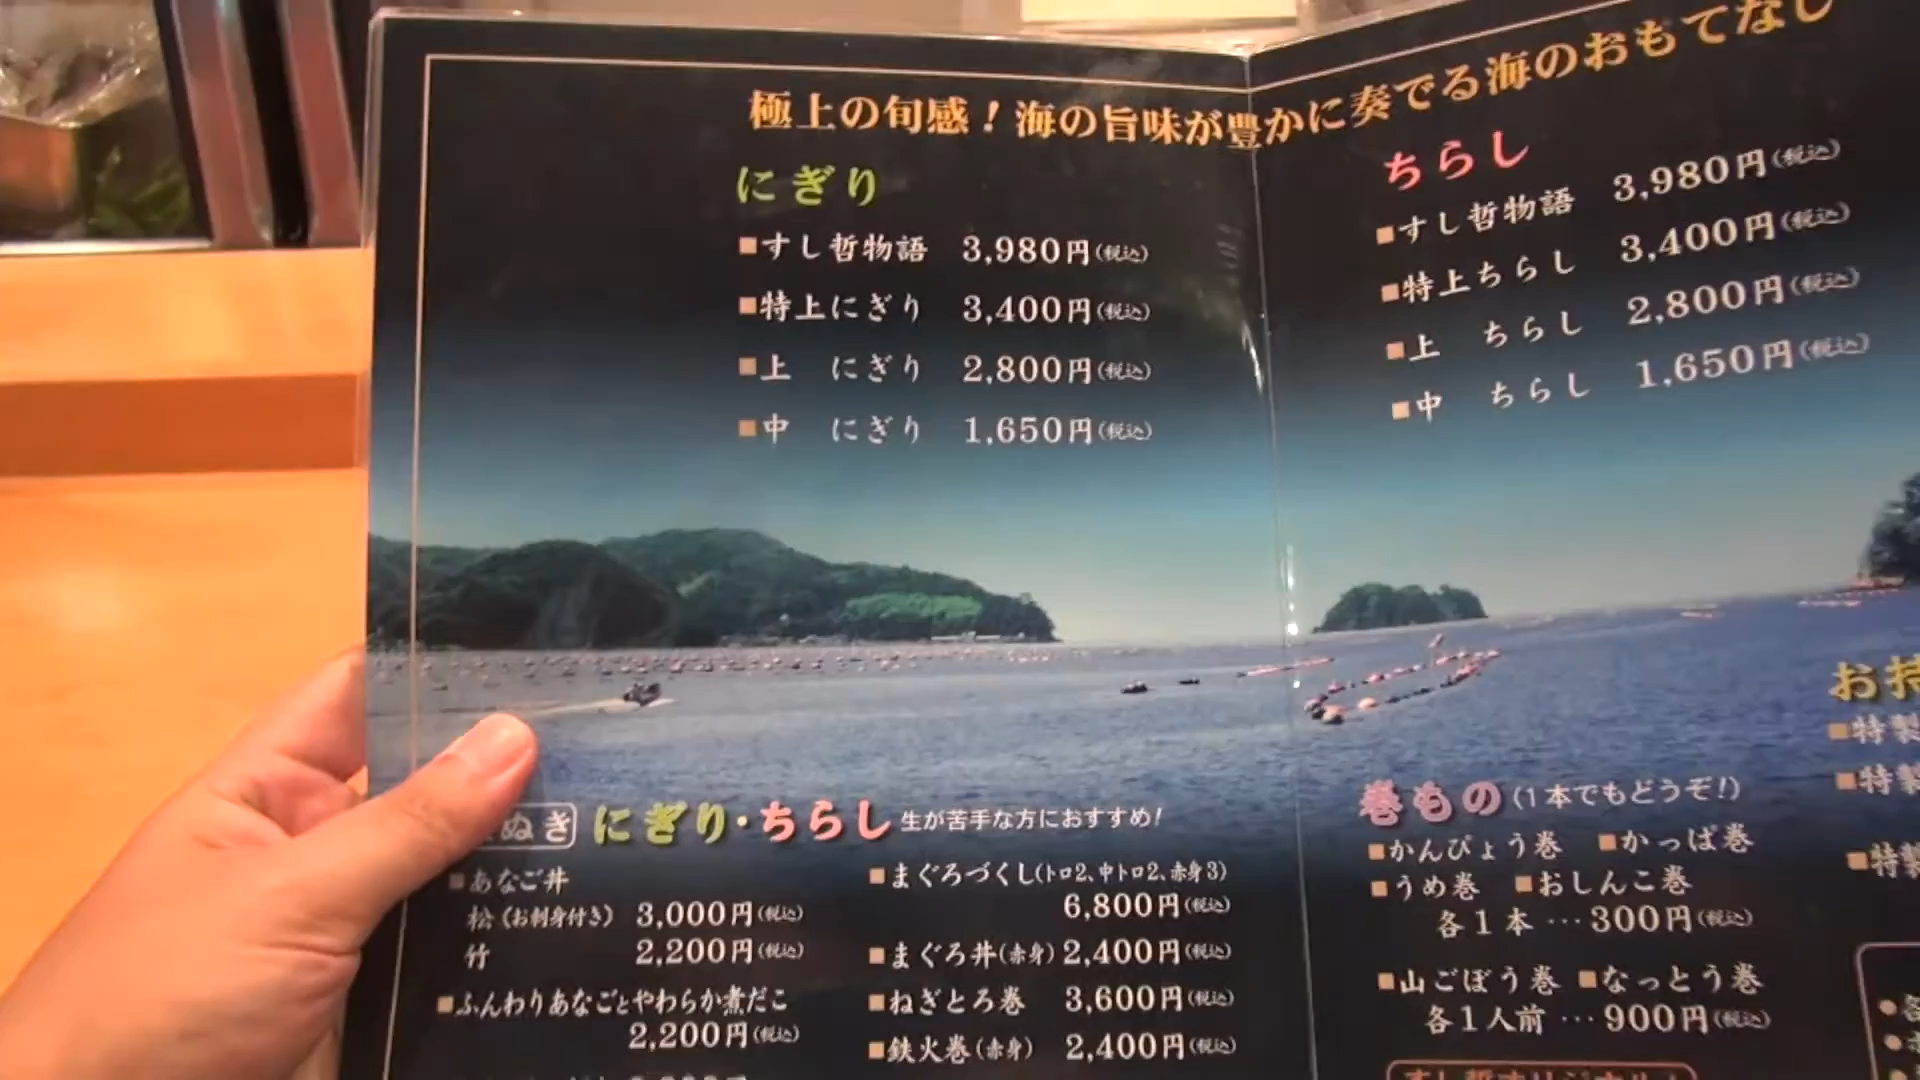 極上の旬感！海の旨味が豊かに奏でる海のおもてなし
にぎり
■すし哲物語 3,980円(税込)
■特上にぎり 3,400円(税込)
■上 にぎり 2,800円(税込)
■中 にぎり 1,650円(税込)
ちらし
■すし哲物語 3,980円(税込)
■特上ちらし 3,400円(税込)
■上 ちらし 2,800円(税込)
■中 ちらし 1,650円(税込)
ぬき にぎり・ちらし 生が苦手な方におすすめ！
■あなご丼
松(お刺身付き) 3,000円(税込)
竹 2,200円(税込)
■ふんわりあなごとやわらか煮だこ
2,200円(税込)
■まぐろづくし(トロ2、中トロ2、赤身3)
6,800円(税込)
■まぐろ丼(赤身) 2,400円(税込)
■ねぎとろ巻 3,600円(税込)
■鉄火巻(赤身) 2,400円(税込)
巻もの (1本でもどうぞ！)
■かんぴょう巻 ■かっぱ巻
■うめ巻 ■おしんこ巻
各1本…300円(税込)
■山ごぼう巻 ■なっとう巻
各1人前…900円(税込)
お持
■特製
■特製
■特製